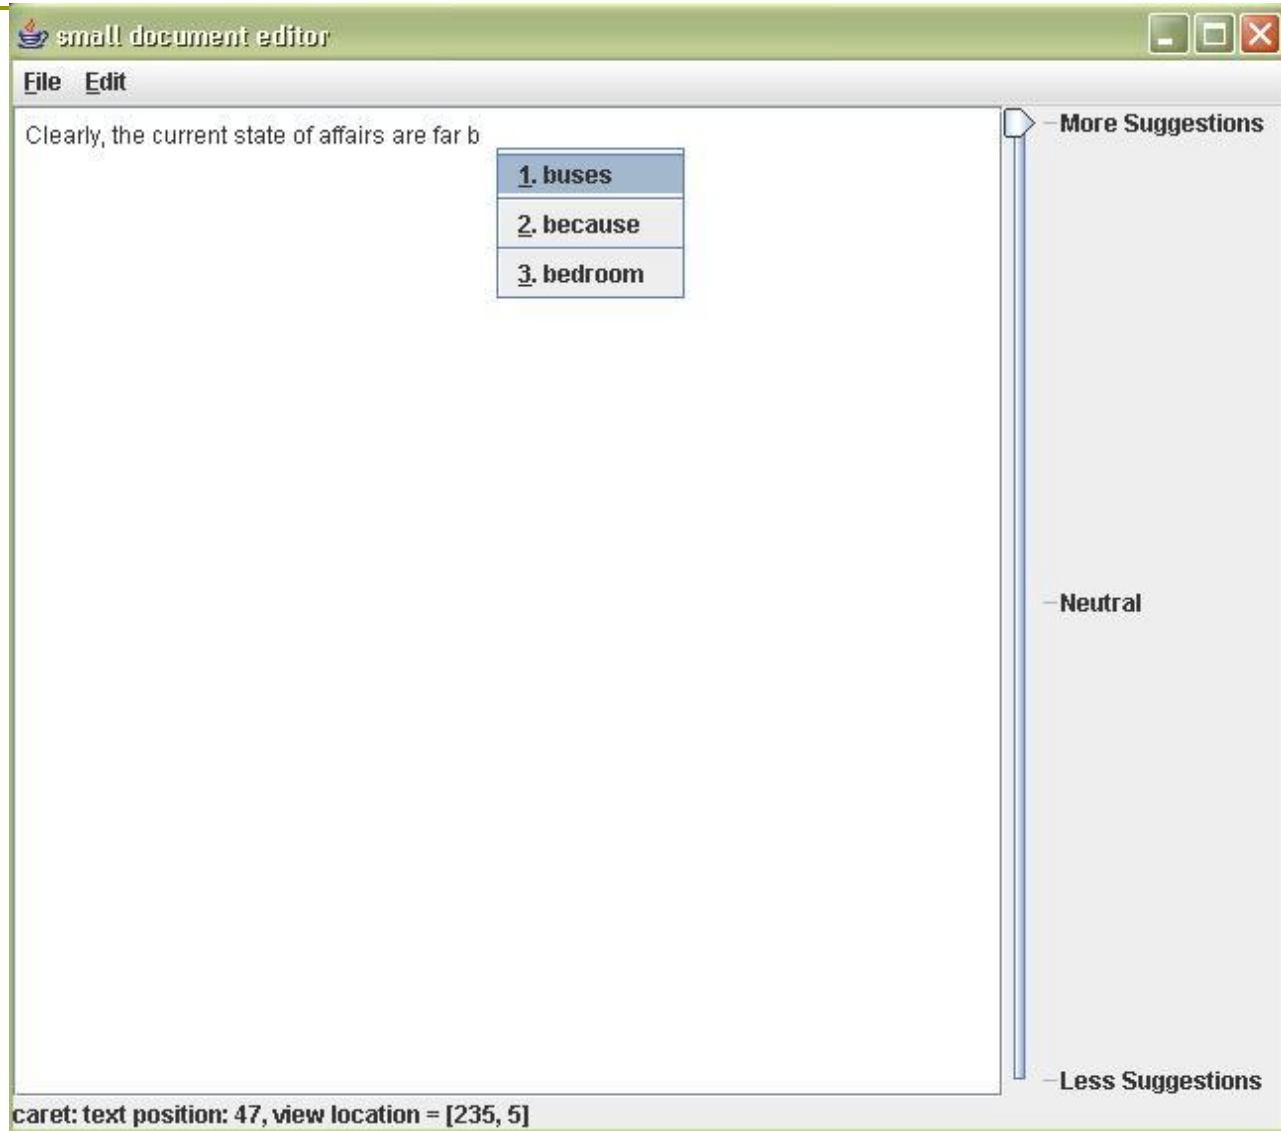 small document editor
File Edit
Clearly, the current state of affairs are far b
1. buses
2. because
3. bedroom
More Suggestions
Neutral
Less Suggestions
caret: text position: 47, view location = [235, 5]